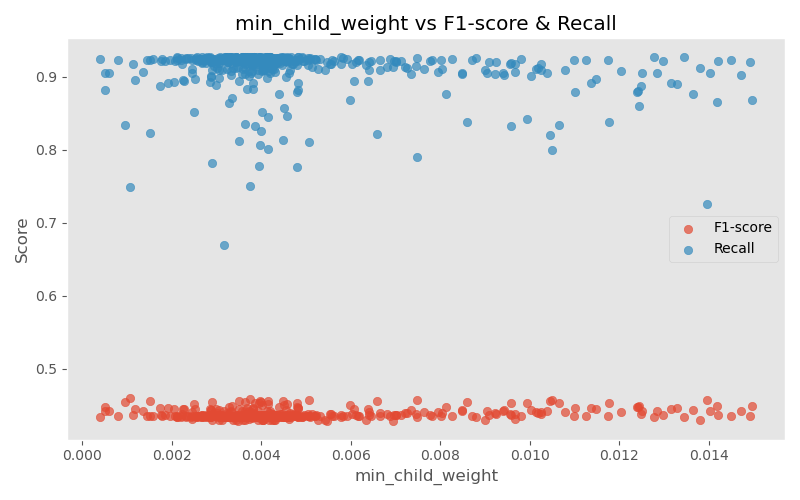 min_child_weight vs F1-score & Recall
Score
0.9
0.8
0.7
0.6
0.5
F1-score
Recall
0.000 0.002 0.004 0.006 0.008 0.010 0.012 0.014
min_child_weight